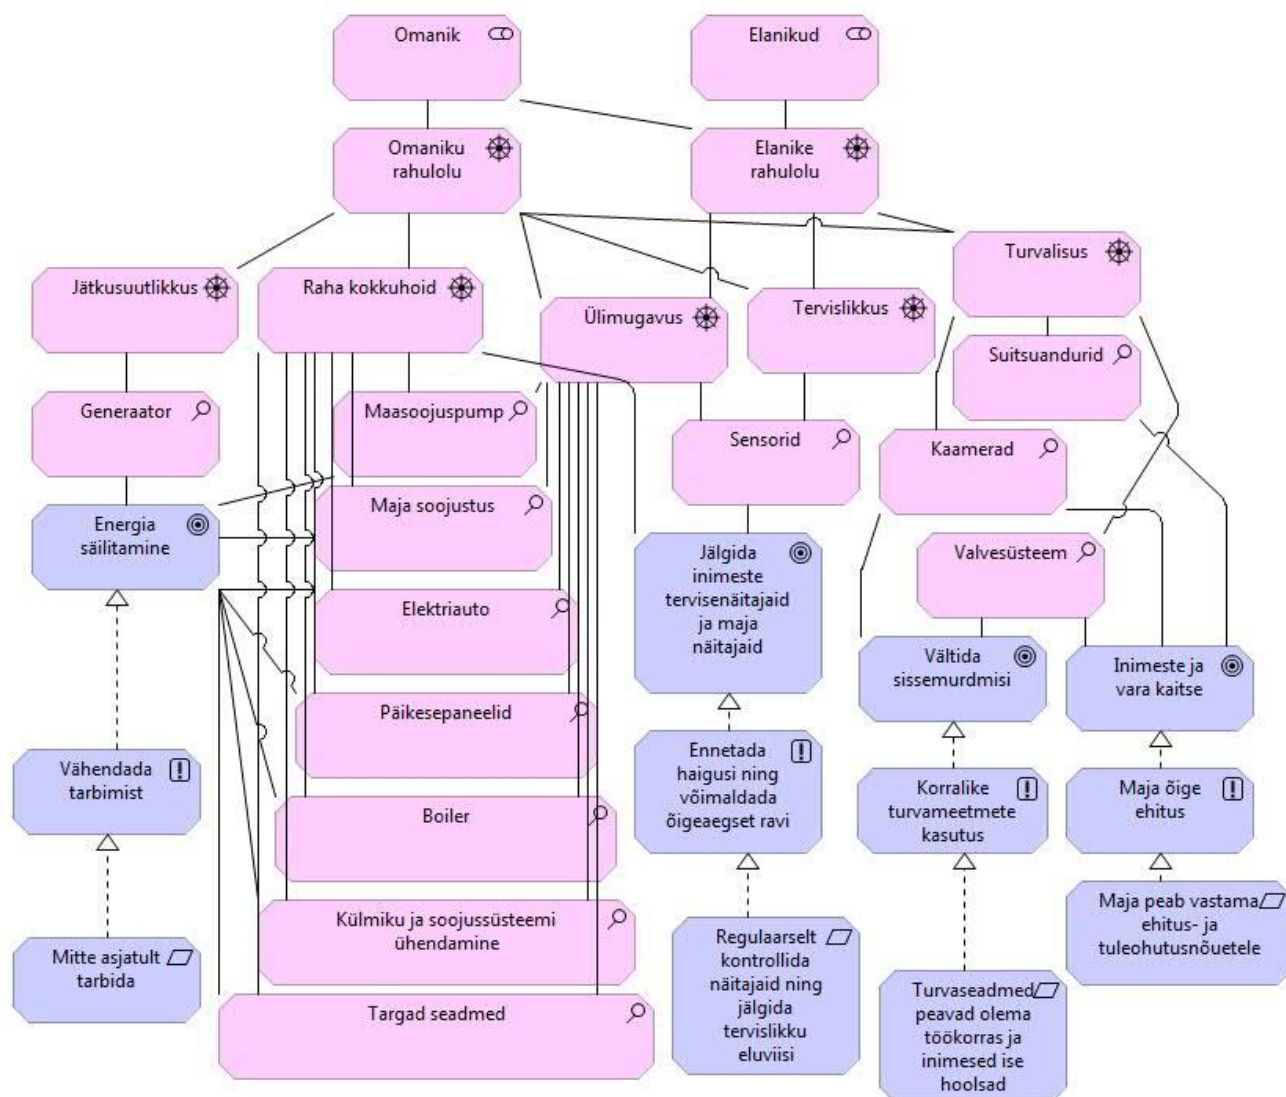 Omanik
Elanikud
Omaniku
rahulolu
Elanike
rahulolu
Turvalisus
Jätkusuutlikkus
Raha kokkuhoid
Ülimugavus
Tervislikkus
Suitsuandurid
Generaator
Maasoojuspump
Sensorid
Kaamerad
Maja soojustus
Energia
säilitamine
Jälgida
inimeste
tervisenäitajaid
ja maja
näitajaid
Valvesüsteem
Elektriauto
Vältida
sissemurdmisi
Inimeste ja
vara kaitse
Päikesepaneelid
Vähendada
tarbimist
Ennetada
haigusi ning
võimaldada
õigeaegset ravi
Korralike
turvameetmete
kasutus
Maja õige
ehitus
Boiler
Külmiku ja soojussüsteemi
ühendamine
Maja peab vastama
ehitus- ja
tuleohutusnõuetele
Mitte asjatult
tarbida
Regulaarselt
kontrollida
näitajaid ning
jälgida
tervislikku
eluviisi
Targad seadmed
Turvaseadmed
peavad olema
töökorras ja
inimesed ise
hoolsad